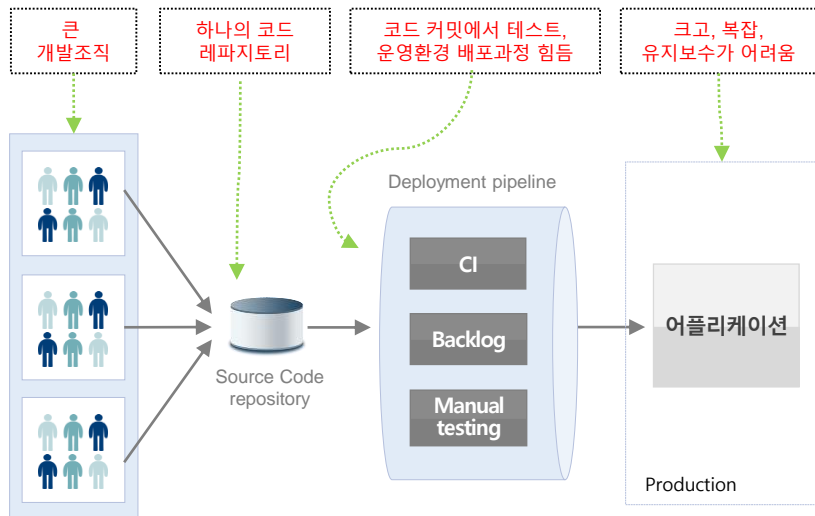 큰
개발조직
하나의 코드
레파지토리
코드 커밋에서 테스트,
운영환경 배포과정 힘듬
크고, 복잡,
유지보수가 어려움
Deployment pipeline
CI
Backlog
Manual
testing
Source Code
repository
어플리케이션
Production